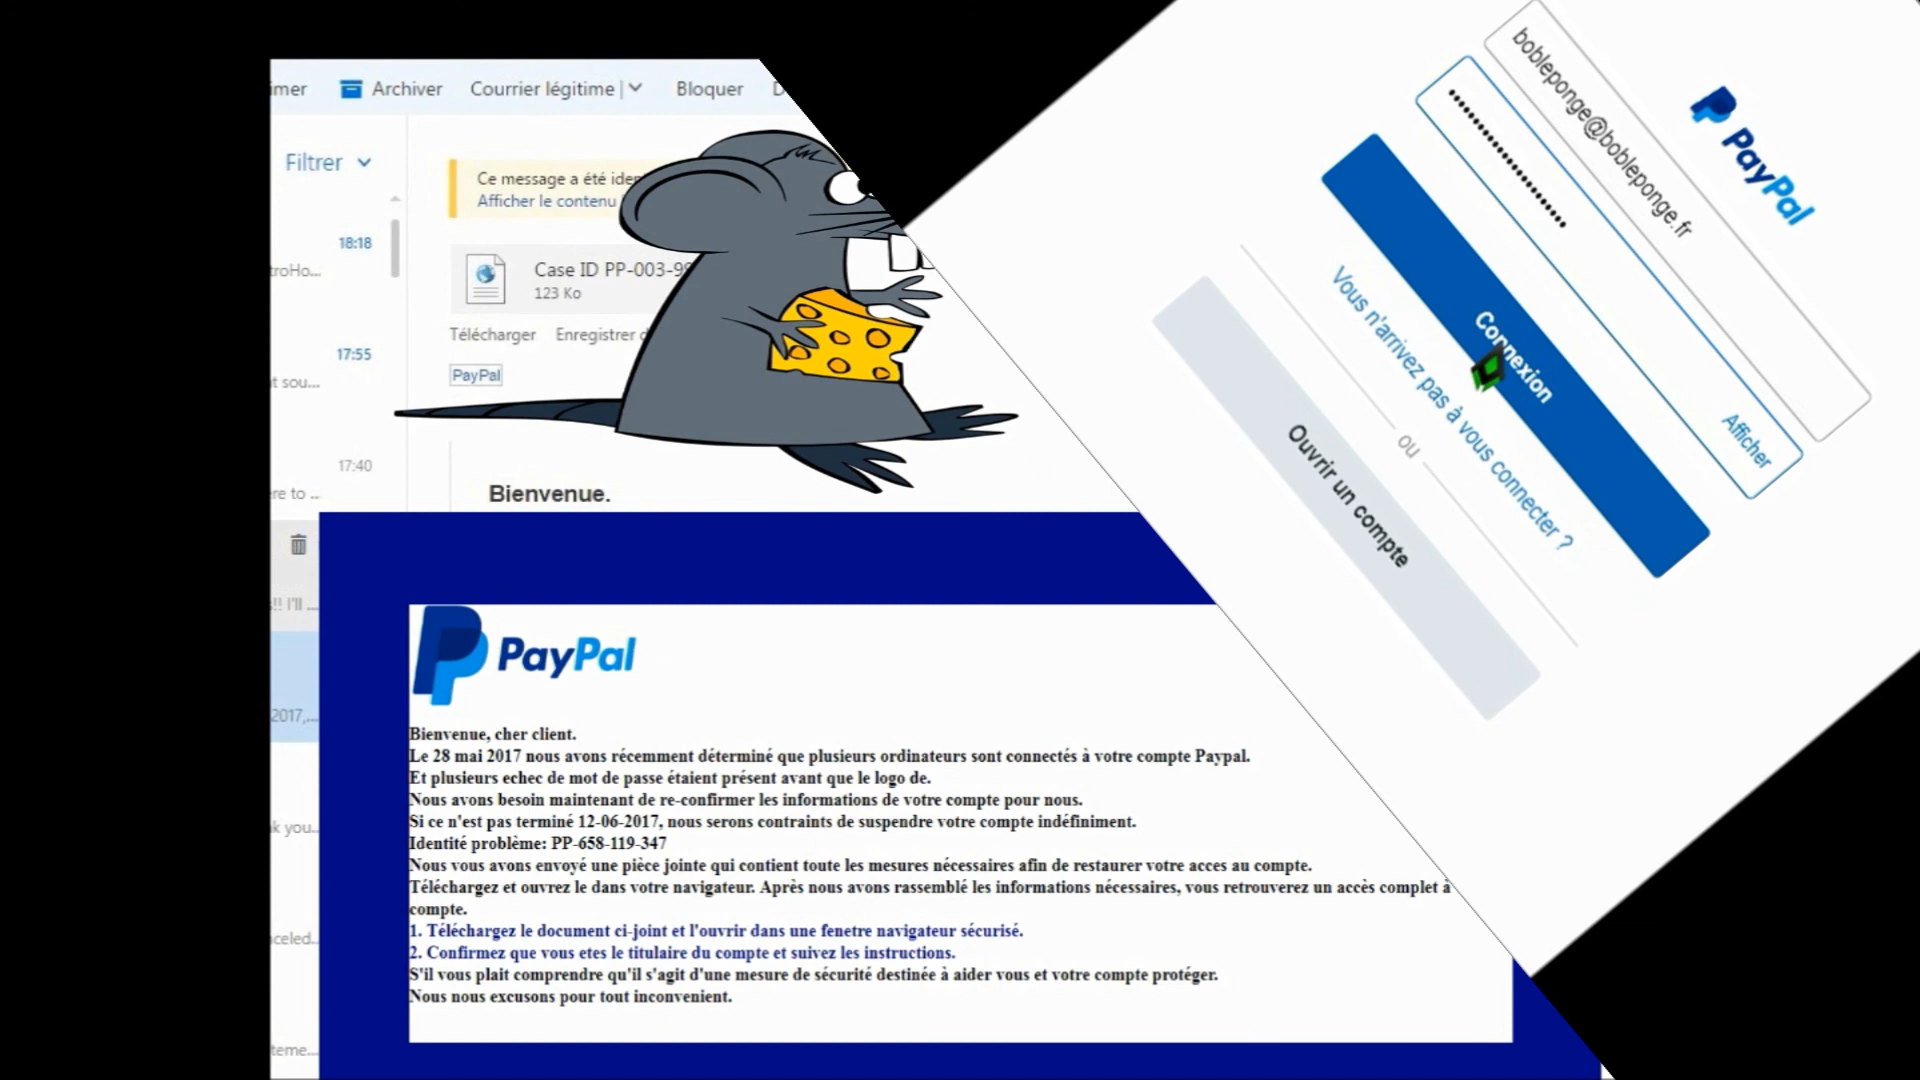 imer
Archiver
Courrier légitime |
Bloquer
Filtrer
Ce message a été iden
Afficher le contenu
18:18
roHo...
Case ID PP-003-99
123 Ko
Télécharger
Enregistrer d
17:55
t sou...
PayPal
17:40
re to ...
Bienvenue.
!! I'll ...
2017,...
k you...
celed...
teme...
PayPal
Bienvenue, cher client.
Le 28 mai 2017 nous avons récemment déterminé que plusieurs ordinateurs sont connectés à votre compte Paypal.
Et plusieurs echec de mot de passe étaient présent avant que le logo de.
Nous avons besoin maintenant de re-confirmer les informations de votre compte pour nous.
Si ce n'est pas terminé 12-06-2017, nous serons contraints de suspendre votre compte indéfiniment.
Identité problème: PP-658-119-347
Nous vous avons envoyé une pièce jointe qui contient toute les mesures nécessaires afin de restaurer votre acces au compte.
Téléchargez et ouvrez le dans votre navigateur. Après nous avons rassemblé les informations nécessaires, vous retrouverez un accès complet à
compte.
1. Téléchargez le document ci-joint et l'ouvrir dans une fenetre navigateur sécurisé.
2. Confirmez que vous etes le titulaire du compte et suivez les instructions.
S'il vous plait comprendre qu'il s'agit d'une mesure de sécurité destinée à aider vous et votre compte protéger.
Nous nous excusons pour tout inconvenient.
PayPal
bobleponge@bobleponge.fr
Afficher
Connexion
Vous n'arrivez pas à vous connecter ?
ou
Ouvrir un compte